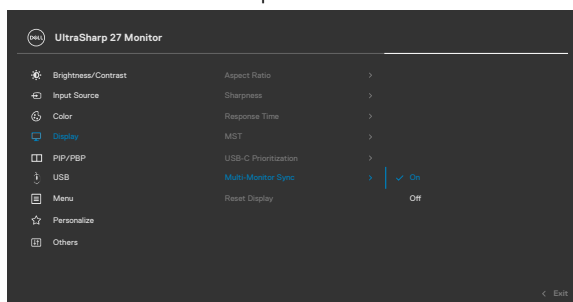 DELL UltraSharp 27 Monitor
Brightness/Contrast Aspect Ratio
Input Source Sharpness
Color Response Time
Display MST
PIP/PBP USB-C Prioritization
USB Multi-Monitor Sync On
Menu Reset Display Off
Personalize
Others
Exit